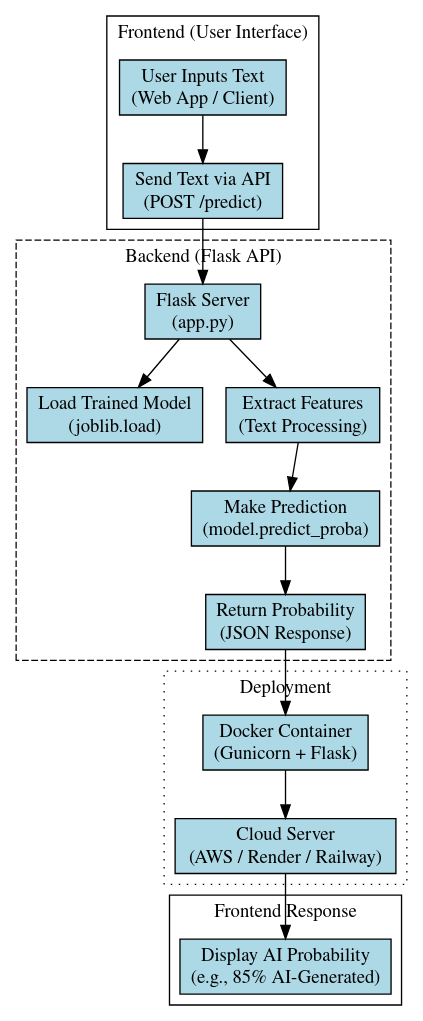 Frontend (User Interface)
User Inputs Text
(Web App / Client)
Send Text via API
(POST /predict)
Backend (Flask API)
Flask Server
(app.py)
Load Trained Model
(joblib.load)
Extract Features
(Text Processing)
Make Prediction
(model.predict_proba)
Return Probability
(JSON Response)
Deployment
Docker Container
(Gunicorn + Flask)
Cloud Server
(AWS / Render / Railway)
Frontend Response
Display AI Probability
(e.g., 85% AI-Generated)